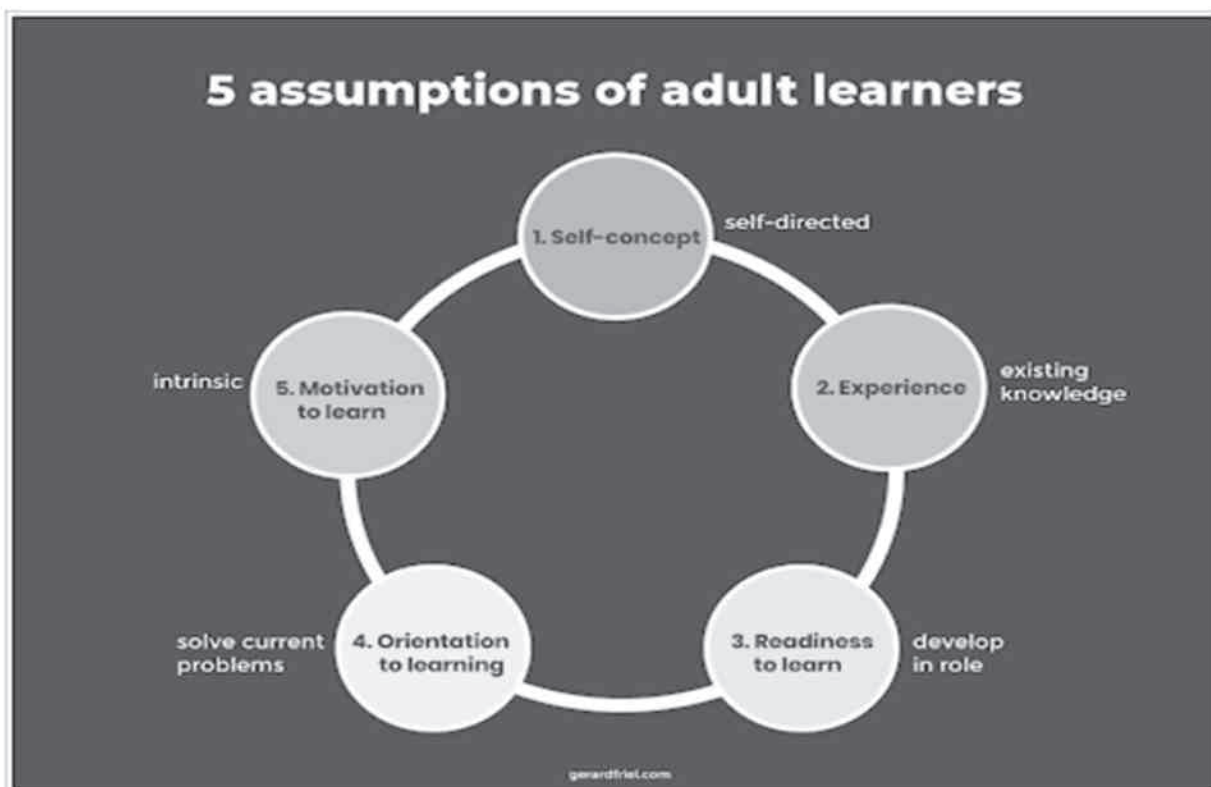 5 assumptions of adult learners
1. Self-concept
self-directed
2. Experience
existing
knowledge
3. Readiness
to learn
develop
in role
4. Orientation
to learning
solve current
problems
5. Motivation
to learn
intrinsic
gerardfriel.com